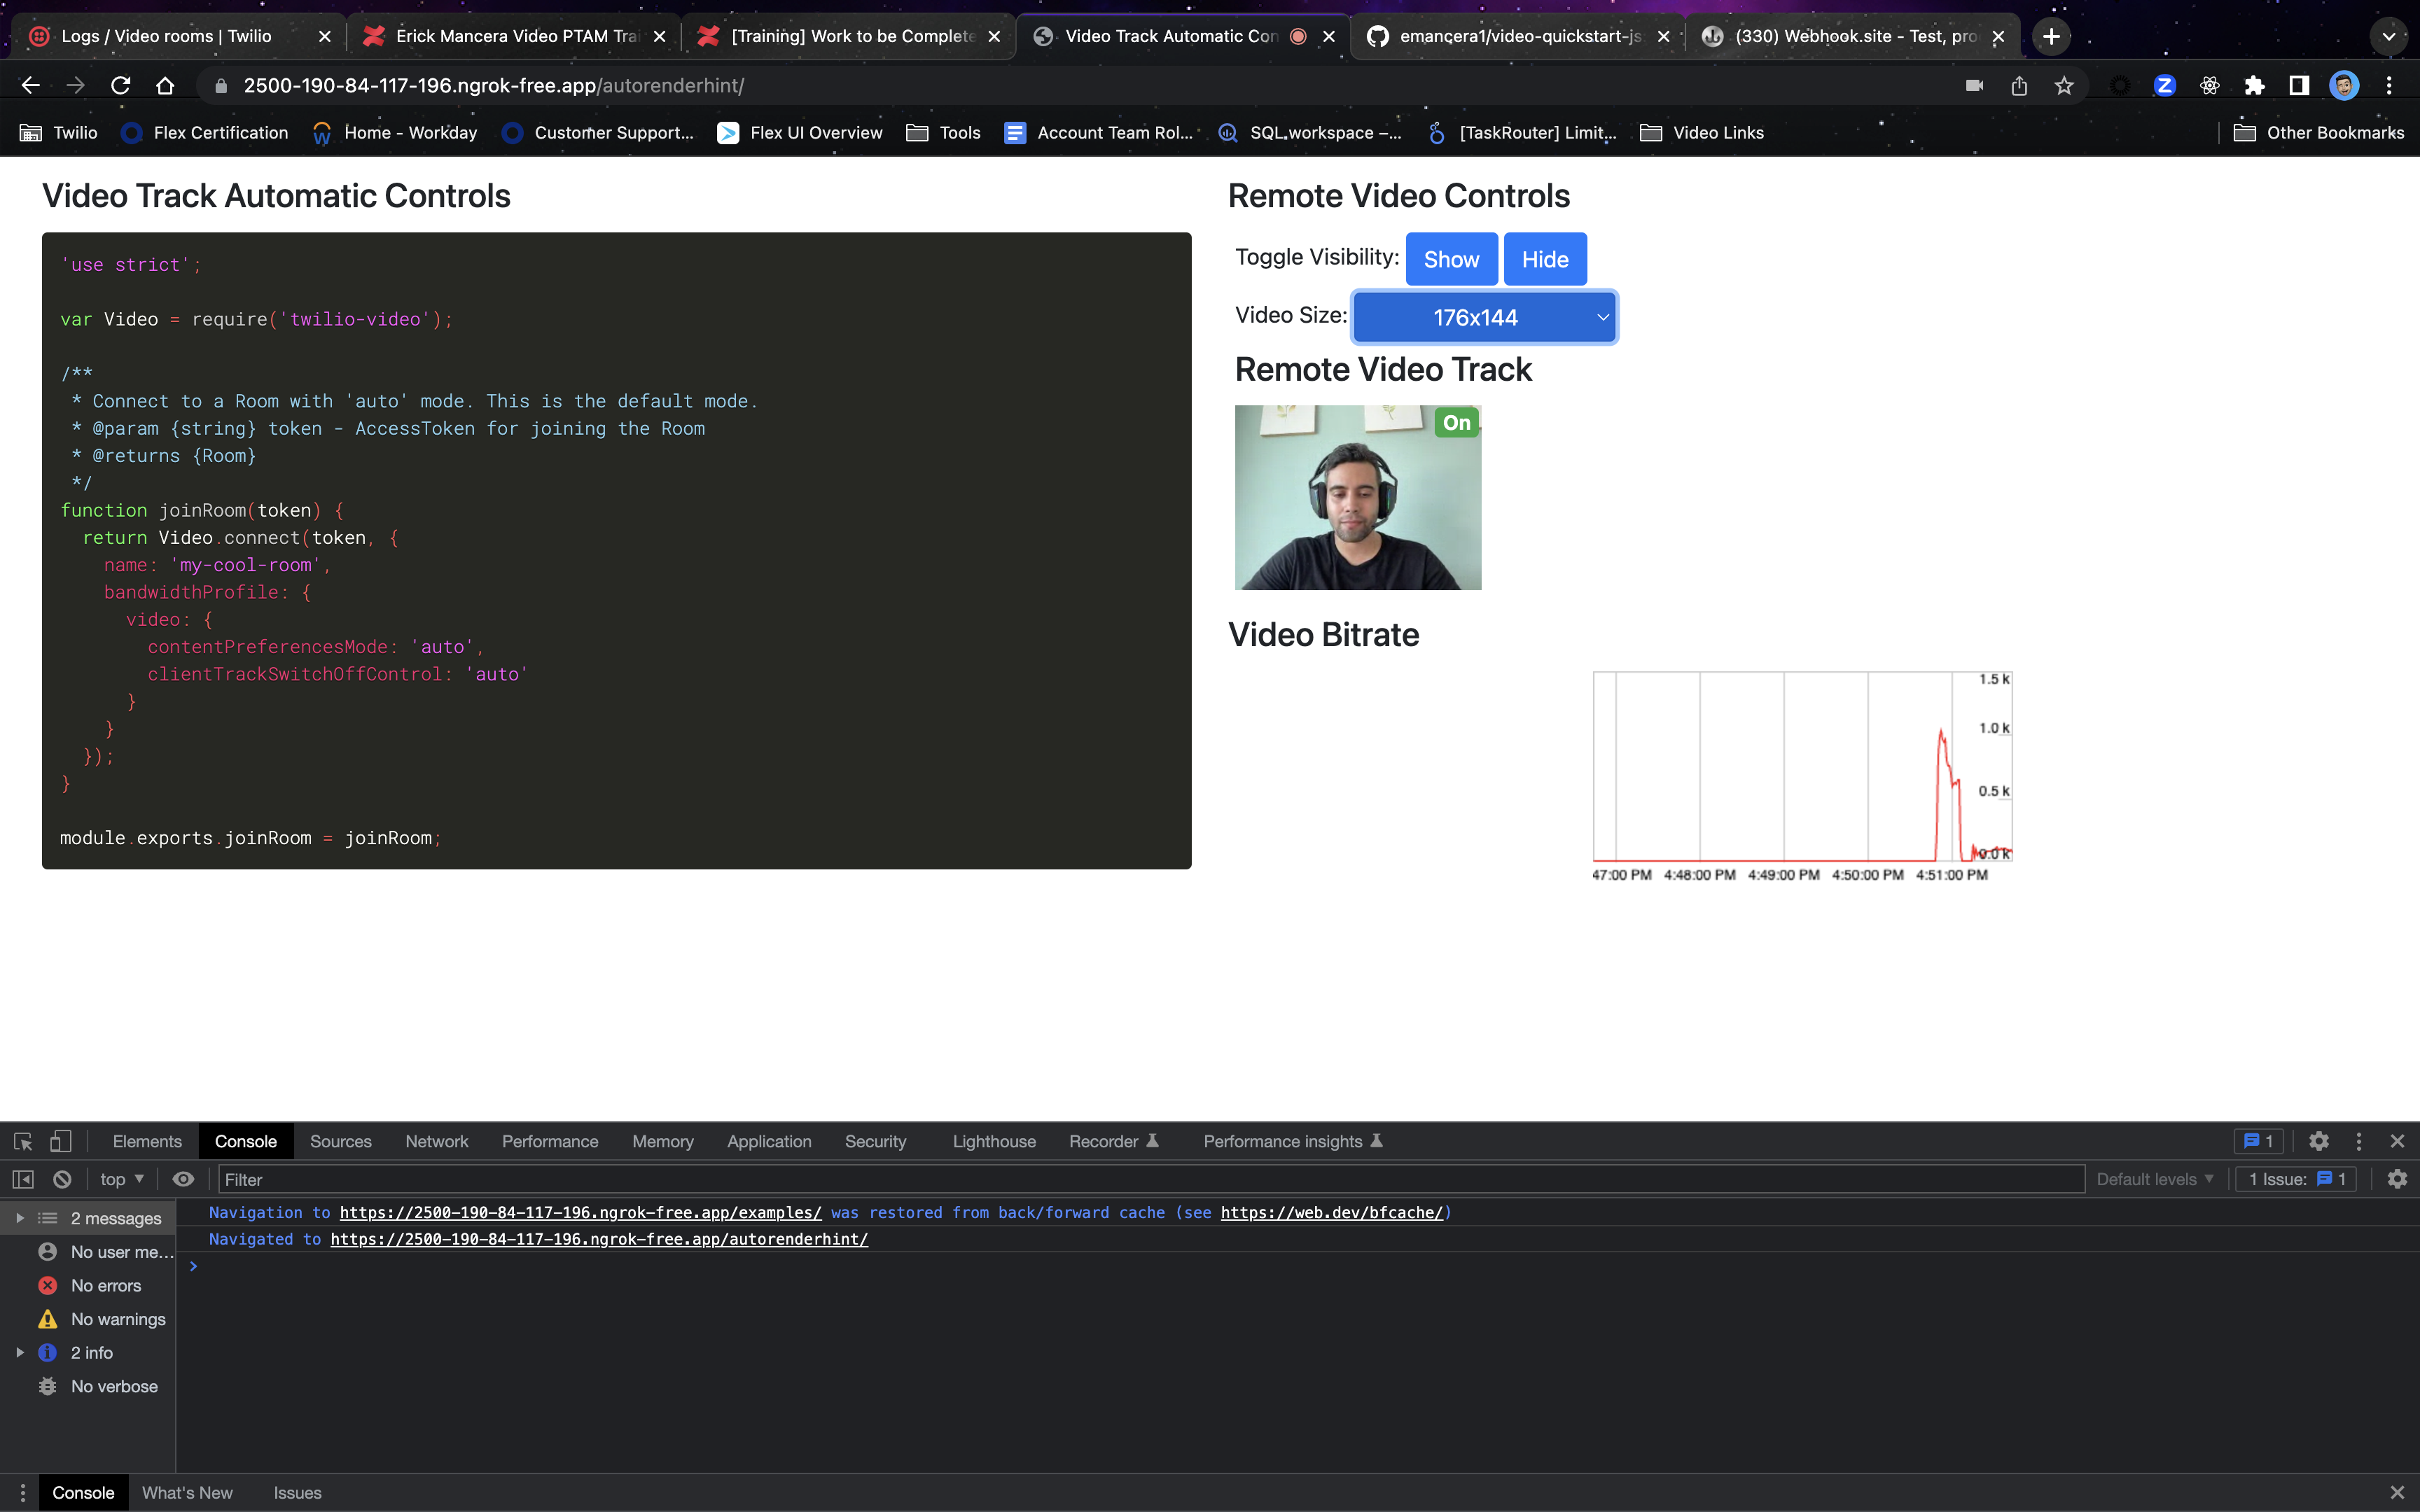 Logs / Video rooms | Twilio
Erick Mancera Video PTAM Trai
[Training] Work to be Complete
Video Track Automatic Con
emancera1/video-quickstart-js
(330) Webhook.site - Test, pro
2500-190-84-117-196.ngrok-free.app/autorenderhint/
Twilio
Flex Certification
Home - Workday
Customer Support...
Flex UI Overview
Tools
Account Team Rol...
SQL.workspace –...
[TaskRouter] Limit...
Video Links
Other Bookmarks
Video Track Automatic Controls
'use strict';
var Video = require('twilio-video');
/**
* Connect to a Room with 'auto' mode. This is the default mode.
* @param {string} token - AccessToken for joining the Room
* @returns {Room}
*/
function joinRoom(token) {
return Video.connect(token, {
name: 'my-cool-room',
bandwidthProfile: {
video: {
contentPreferencesMode: 'auto',
clientTrackSwitchOffControl: 'auto'
}
}
});
}
module.exports.joinRoom = joinRoom;
Remote Video Controls
Toggle Visibility: Show Hide
Video Size: 176x144
Remote Video Track
On
Video Bitrate
1.5 k
1.0 k
0.5 k
0.0 k
47:00 PM 4:48:00 PM 4:49:00 PM 4:50:00 PM 4:51:00 PM
Elements Console Sources Network Performance Memory Application Security Lighthouse Recorder Performance insights 1
top Filter Default levels 1 Issue: 1
2 messages
No user me...
No errors
No warnings
2 info
No verbose
Navigation to https://2500-190-84-117-196.ngrok-free.app/examples/ was restored from back/forward cache (see https://web.dev/bfcache/)
Navigated to https://2500-190-84-117-196.ngrok-free.app/autorenderhint/
Console What's New Issues